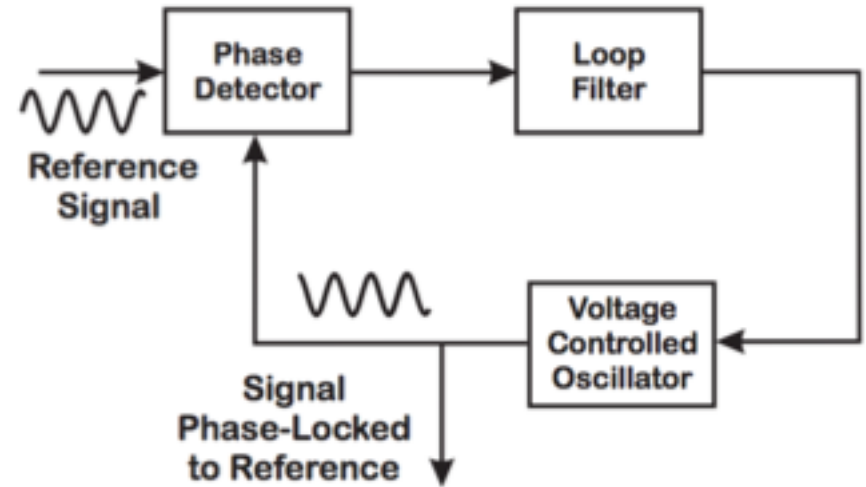 Phase
Detector
Loop
Filter
Reference
Signal
Voltage
Controlled
Oscillator
Signal
Phase-Locked
to Reference